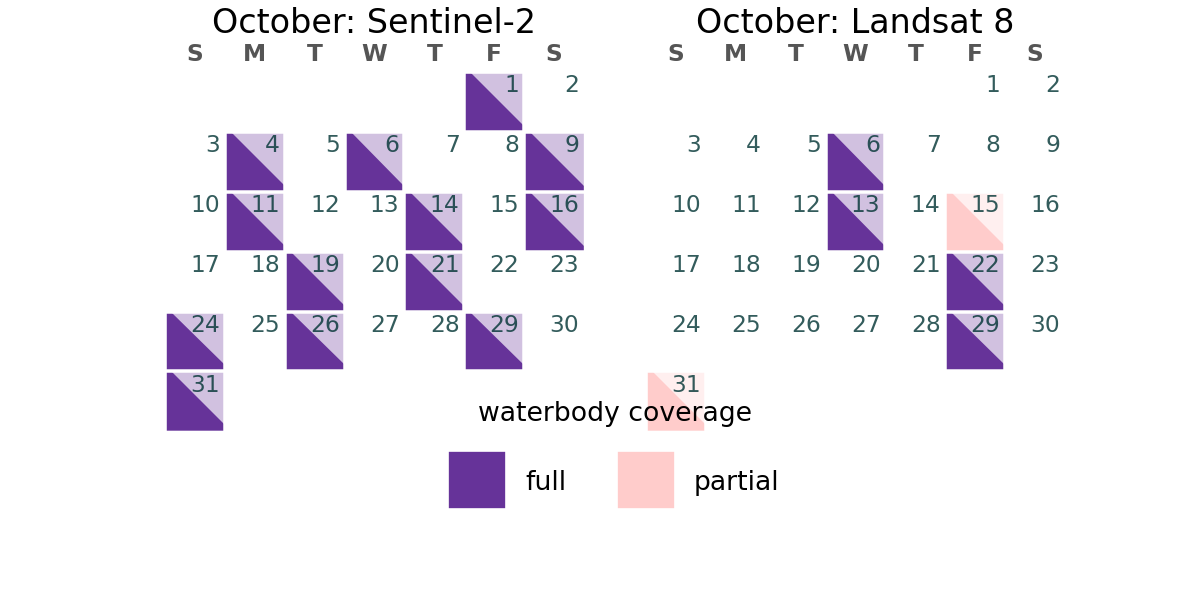 October: Sentinel-2
S M T W T F S
1 2
3 4 5 6 7 8 9
10 11 12 13 14 15 16
17 18 19 20 21 22 23
24 25 26 27 28 29 30
31
October: Landsat 8
S M T W T F S
1 2
3 4 5 6 7 8 9
10 11 12 13 14 15 16
17 18 19 20 21 22 23
24 25 26 27 28 29 30
31
waterbody coverage
full partial